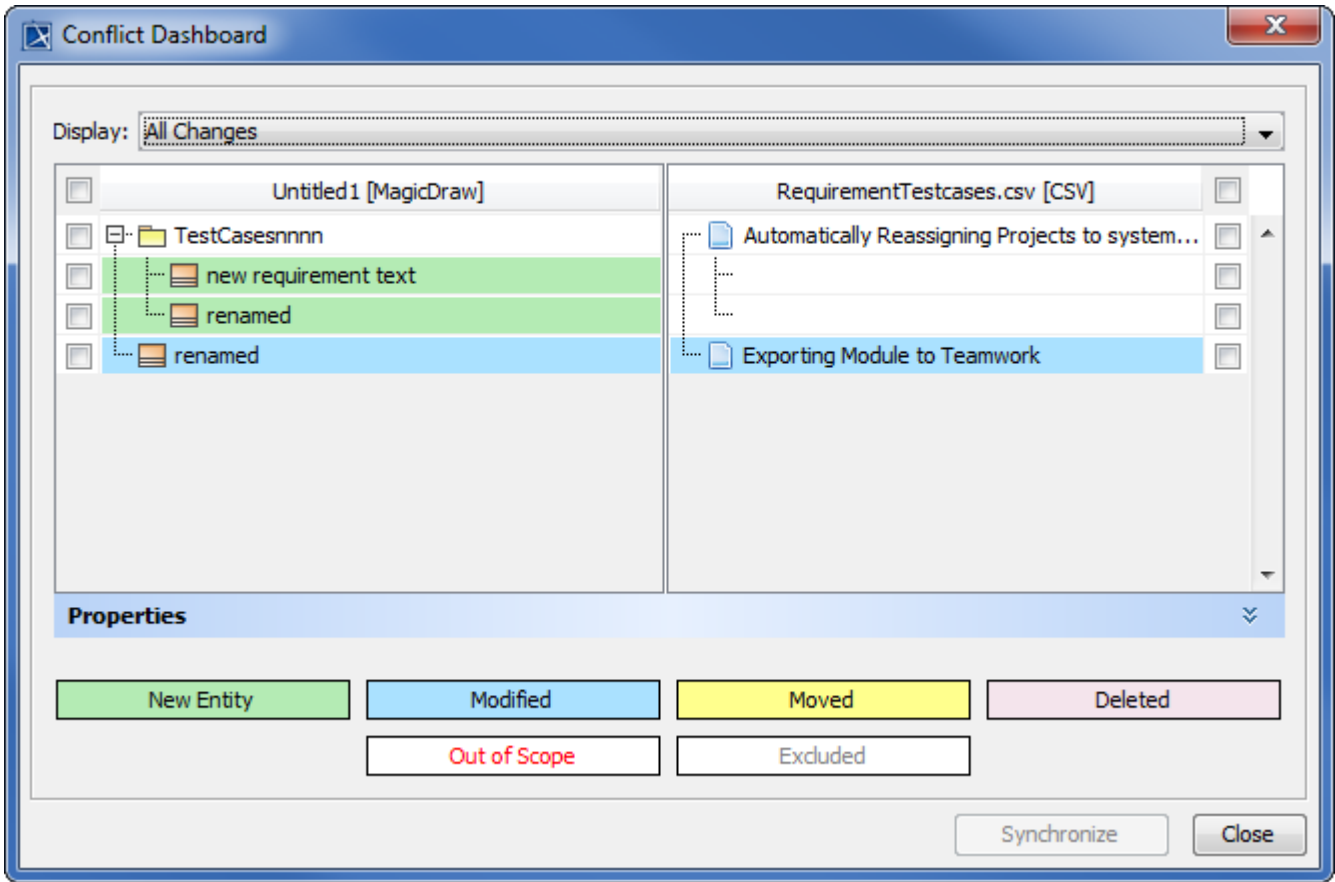 Conflict Dashboard
Display: All Changes
Untitled1 [MagicDraw] RequirementTestcases.csv [CSV]
TestCasesnnnn Automatically Reassigning Projects to system...
new requirement text
renamed
renamed Exporting Module to Teamwork
Properties
New Entity Modified Moved Deleted
Out of Scope Excluded
Synchronize Close